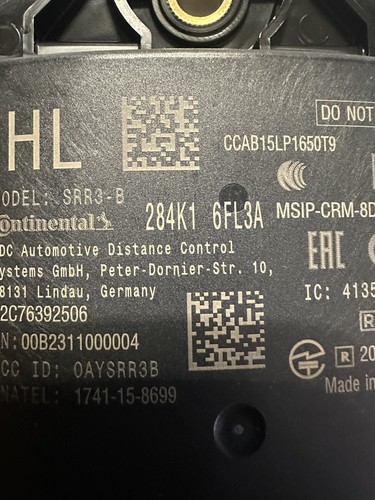 HL
DO NOT
CCAB15LP1650T9
MODEL: SRR3-B
Continental
284K1 6FL3A
MSIP-CRM-8D
DC Automotive Distance Control
ystems GmbH, Peter-Dornier-Str. 10,
8131 Lindau, Germany
EAC
IC: 4135
2C76392506
N: 00B2311000004
CC ID: OAYSRR3B
R 20
NATEL: 1741-15-8699
Made in